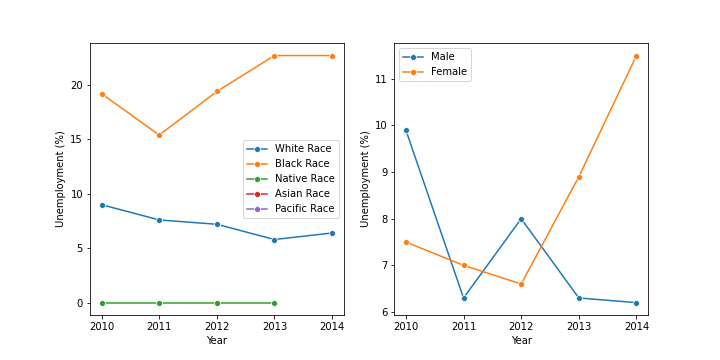 20
15
10
5
0
Unemployment (%)
White Race
Black Race
Native Race
Asian Race
Pacific Race
2010 2011 2012 2013 2014
Year
11
10
9
8
7
6
Unemployment (%)
Male
Female
2010 2011 2012 2013 2014
Year